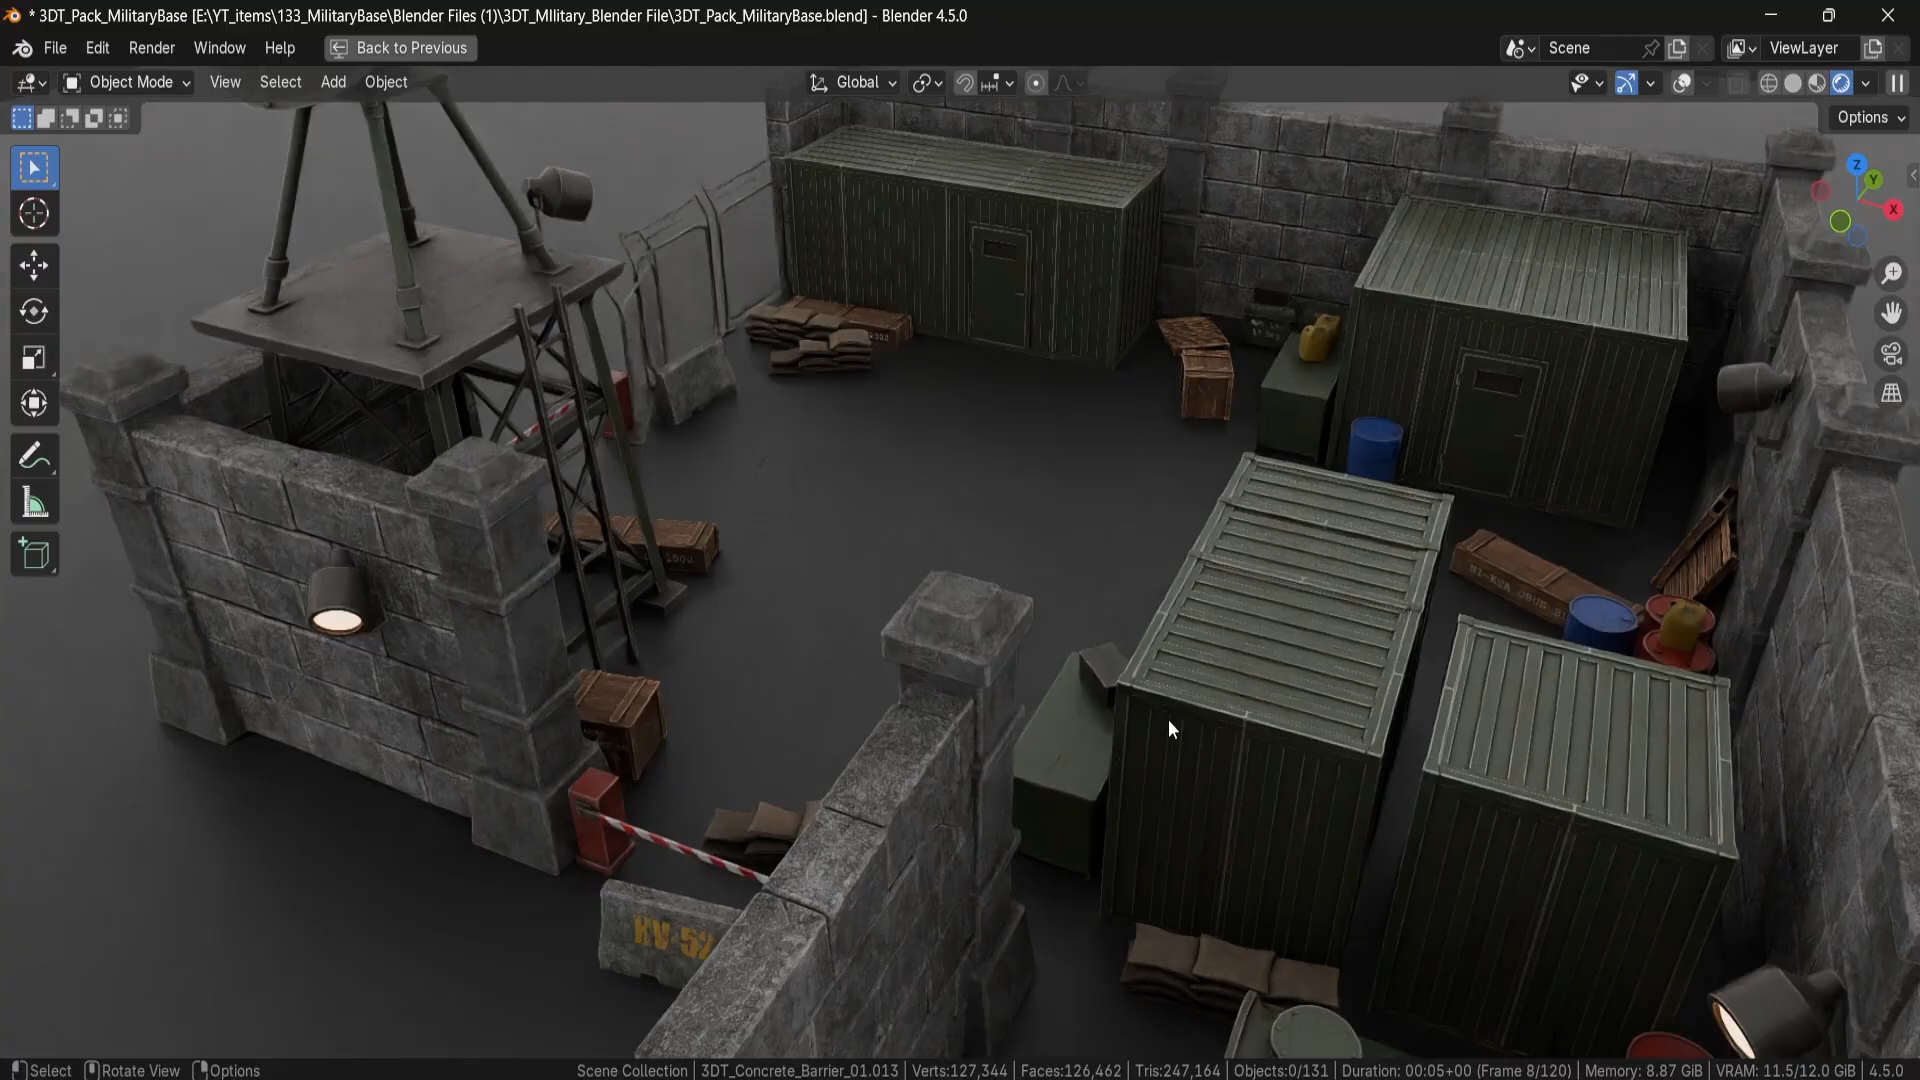 * 3DT_Pack_MilitaryBase [E:\YT_items\133_MilitaryBase\Blender Files (1)\3DT_MIlitary_Blender File\3DT_Pack_MilitaryBase.blend] - Blender 4.5.0
File Edit Render Window Help Back to Previous Scene ViewLayer
Object Mode View Select Add Object Global
Options
Z
Y
X
KV-52
Select Rotate View Options Scene Collection | 3DT_Concrete_Barrier_01.013 | Verts:127,344 | Faces:126,462 | Tris:247,164 | Objects:0/131 | Duration: 00:05+00 (Frame 8/120) | Memory: 8.87 GiB | VRAM: 11.5/12.0 GiB | 4.5.0